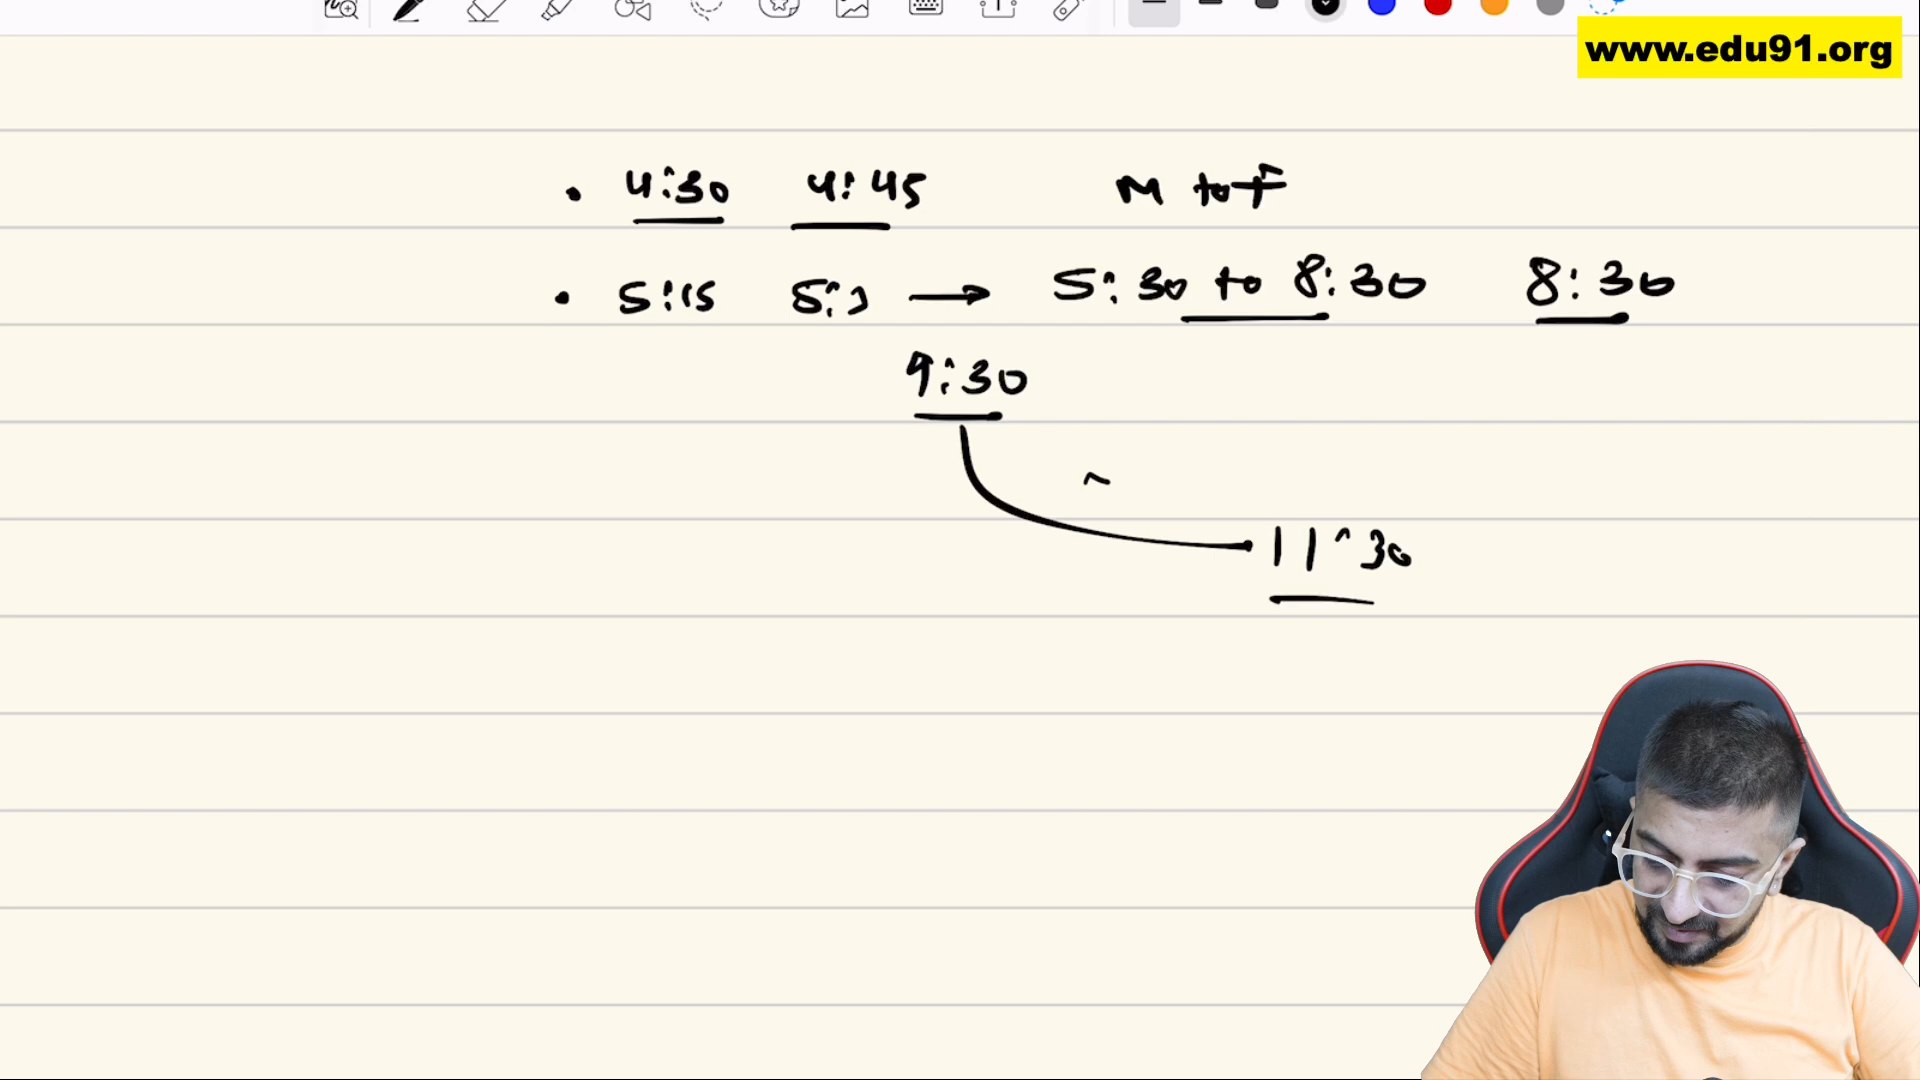 www.edu91.org
• 4:30 4:45 M to F
• 5:15 → 5:30 to 8:30 8:30
9:30
11:30